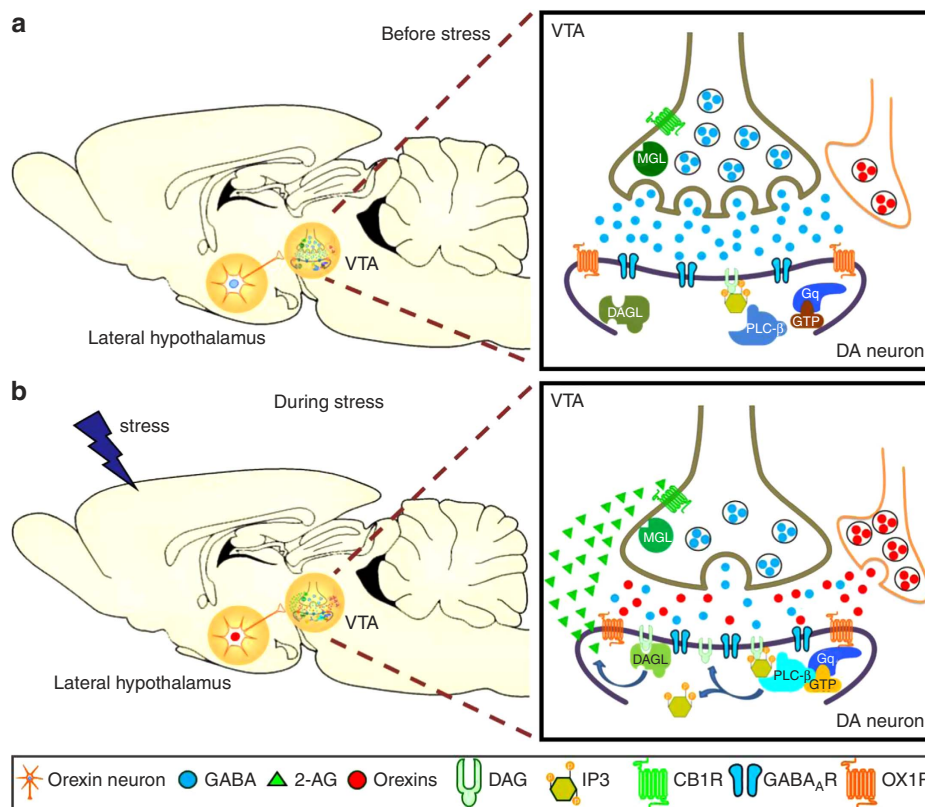 a
Before stress
VTA
MGL
VTA
Lateral hypothalamus
DAGL
PLC-β
Gq
GTP
DA neuron
b
During stress
stress
VTA
MGL
VTA
Lateral hypothalamus
DAGL
PLC-β
Gq
GTP
DA neuron
P P P
P P P
P P P
Orexin neuron GABA 2-AG Orexins DAG IP3 CB1R GABAAR OX1R